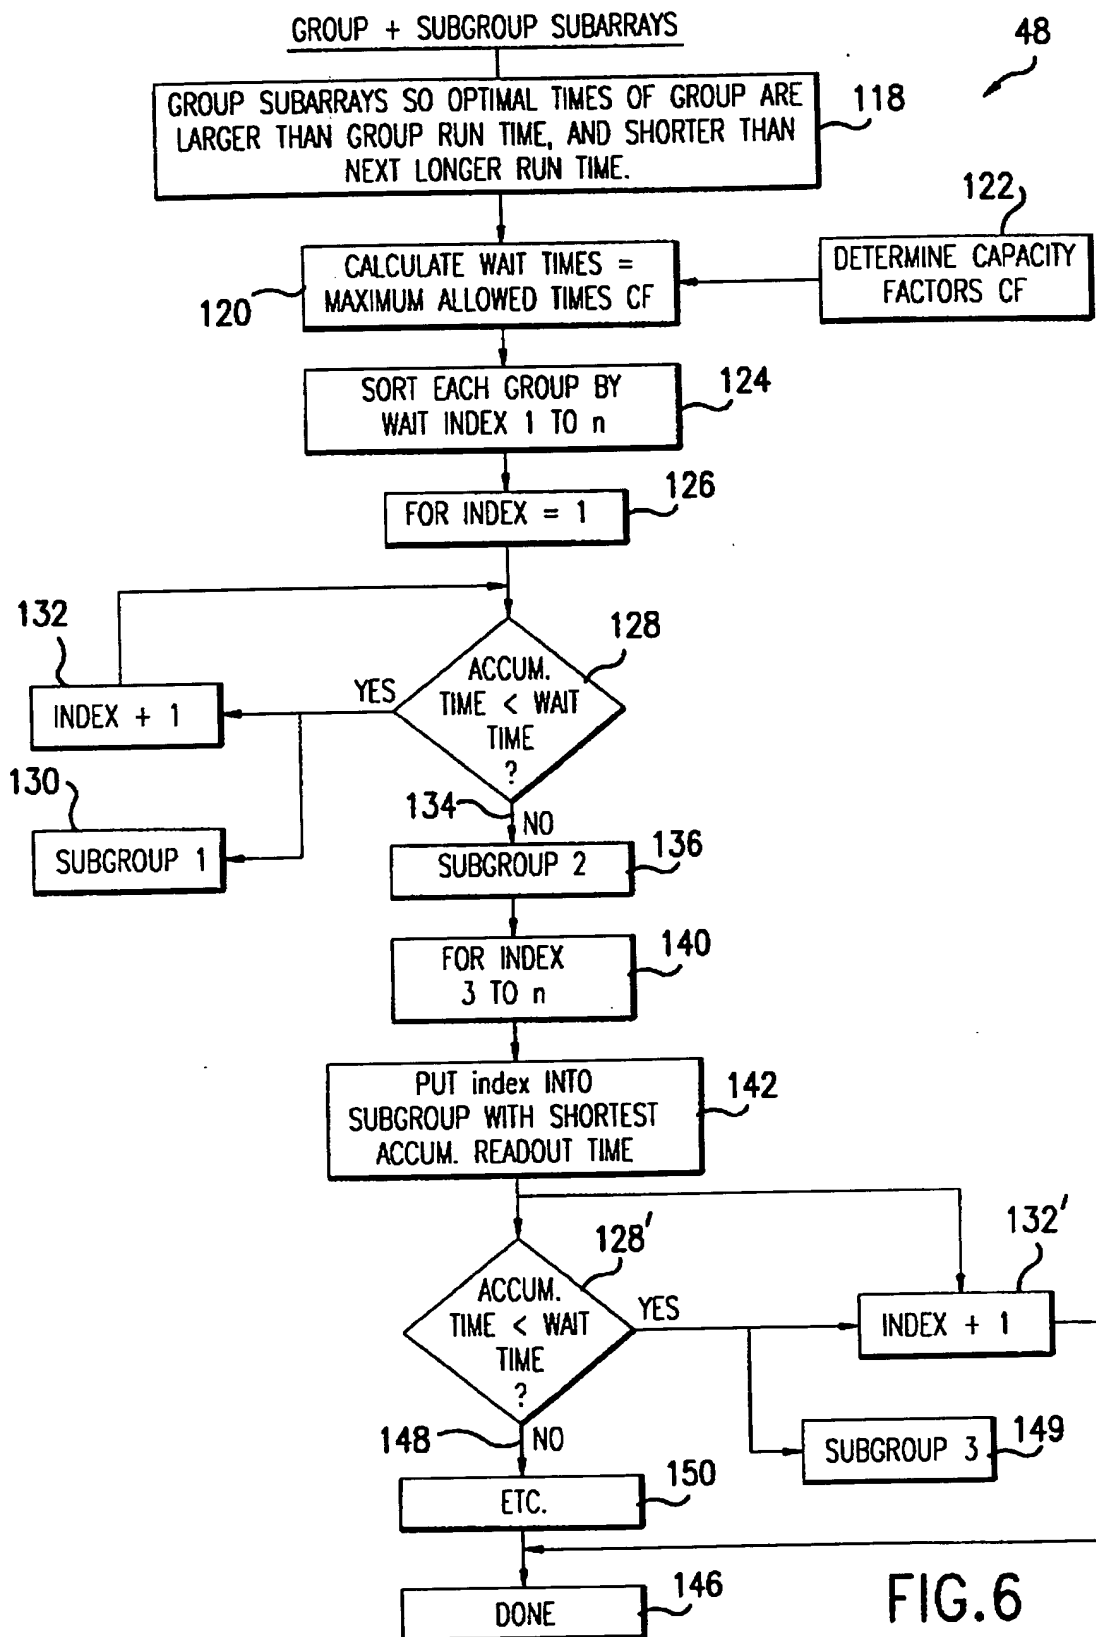 GROUP + SUBGROUP SUBARRAYS
48
GROUP SUBARRAYS SO OPTIMAL TIMES OF GROUP ARE
LARGER THAN GROUP RUN TIME, AND SHORTER THAN
NEXT LONGER RUN TIME.
118
122
CALCULATE WAIT TIMES =
MAXIMUM ALLOWED TIMES CF
120
DETERMINE CAPACITY
FACTORS CF
SORT EACH GROUP BY
WAIT INDEX 1 TO n
124
FOR INDEX = 1
126
132
128
ACCUM.
TIME < WAIT
TIME
?
YES
INDEX + 1
130
134
NO
SUBGROUP 1
SUBGROUP 2
136
FOR INDEX
3 TO n
140
PUT index INTO
SUBGROUP WITH SHORTEST
ACCUM. READOUT TIME
142
128'
132'
ACCUM.
TIME < WAIT
TIME
?
YES
INDEX + 1
148
NO
SUBGROUP 3
149
ETC.
150
DONE
146
FIG.6